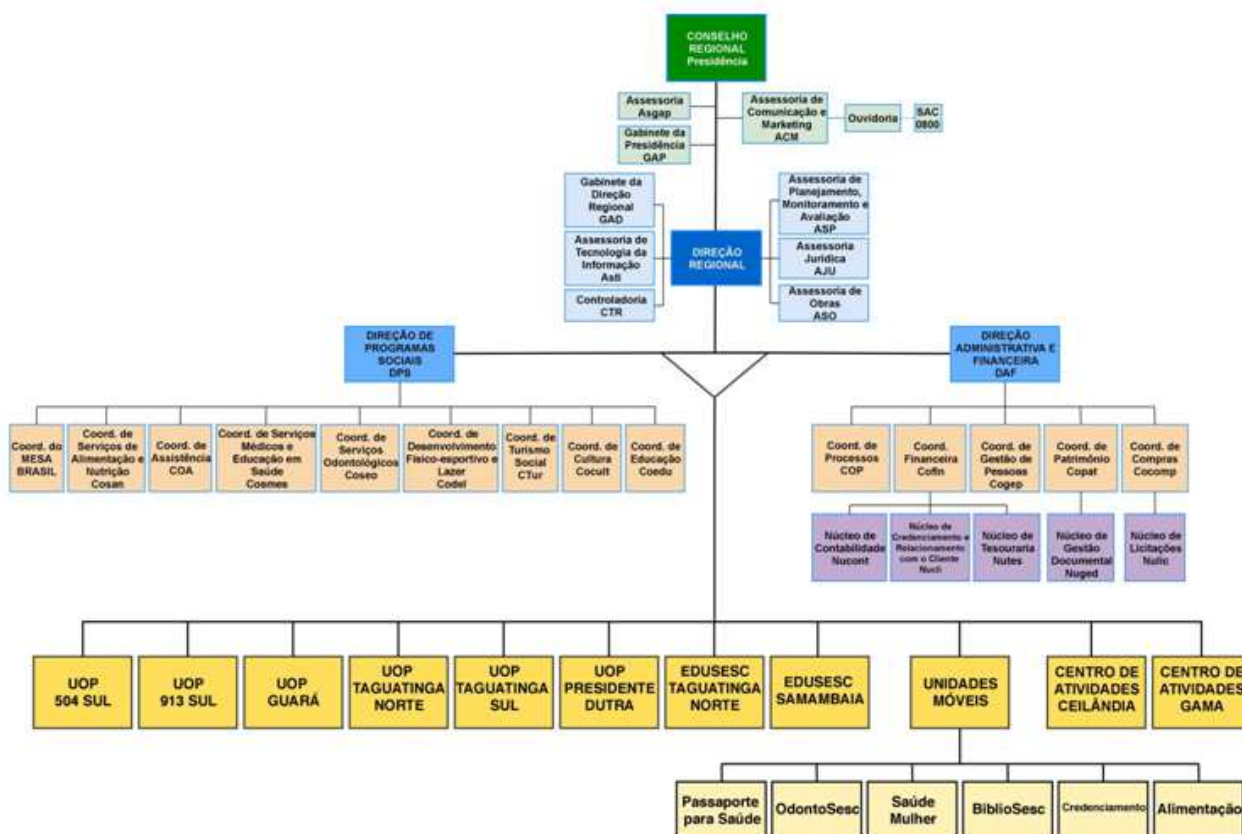 CONSELHO
REGIONAL
Presidência
Assessoria
Asgap
Assessoria de
Comunicação e
Marketing
ACM
Ouvidoria
SAC
0800
Gabinete da
Presidência
GAP
Gabinete da
Direção
Regional
GAD
Assessoria de
Planejamento,
Monitoramento e
Avaliação
ASP
Assessoria de
Tecnologia da
Informação
Asti
DIREÇÃO
REGIONAL
Assessoria
Jurídica
AJU
Controladoria
CTR
Assessoria de
Obras
ASO
DIREÇÃO DE
PROGRAMAS
SOCIAIS
DPS
DIREÇÃO
ADMINISTRATIVA E
FINANCEIRA
DAF
Coord. do
MESA
BRASIL
Coord. de
Serviços de
Alimentação e
Nutrição
Cosan
Coord. de
Assistência
COA
Coord. de Serviços
Médicos e
Educação em
Saúde
Cosmes
Coord. de
Serviços
Odontológicos
Coseo
Coord. de
Desenvolvimento
Físico-esportivo e
Lazer
Codel
Coord. de
Turismo
Social
CTur
Coord. de
Cultura
Cocult
Coord. de
Educação
Coedu
Coord. de
Processos
COP
Coord.
Financeira
Cofin
Coord. de
Gestão de
Pessoas
Cogep
Coord. de
Patrimônio
Copat
Coord. de
Compras
Cocomp
Núcleo de
Contabilidade
Nucont
Núcleo de
Credenciamento e
Relacionamento
com o Cliente
Nucli
Núcleo de
Tesouraria
Nutes
Núcleo de
Gestão
Documental
Nuged
Núcleo de
Licitações
Nulic
UOP
504 SUL
UOP
913 SUL
UOP
GUARÁ
UOP
TAGUATINGA
NORTE
UOP
TAGUATINGA
SUL
UOP
PRESIDENTE
DUTRA
EDUSESC
TAGUATINGA
NORTE
EDUSESC
SAMAMBAIA
UNIDADES
MÓVEIS
CENTRO DE
ATIVIDADES
CEILÂNDIA
CENTRO DE
ATIVIDADES
GAMA
Passaporte
para Saúde
OdontoSesc
Saúde
Mulher
BiblioSesc
Credenciamento
Alimentação